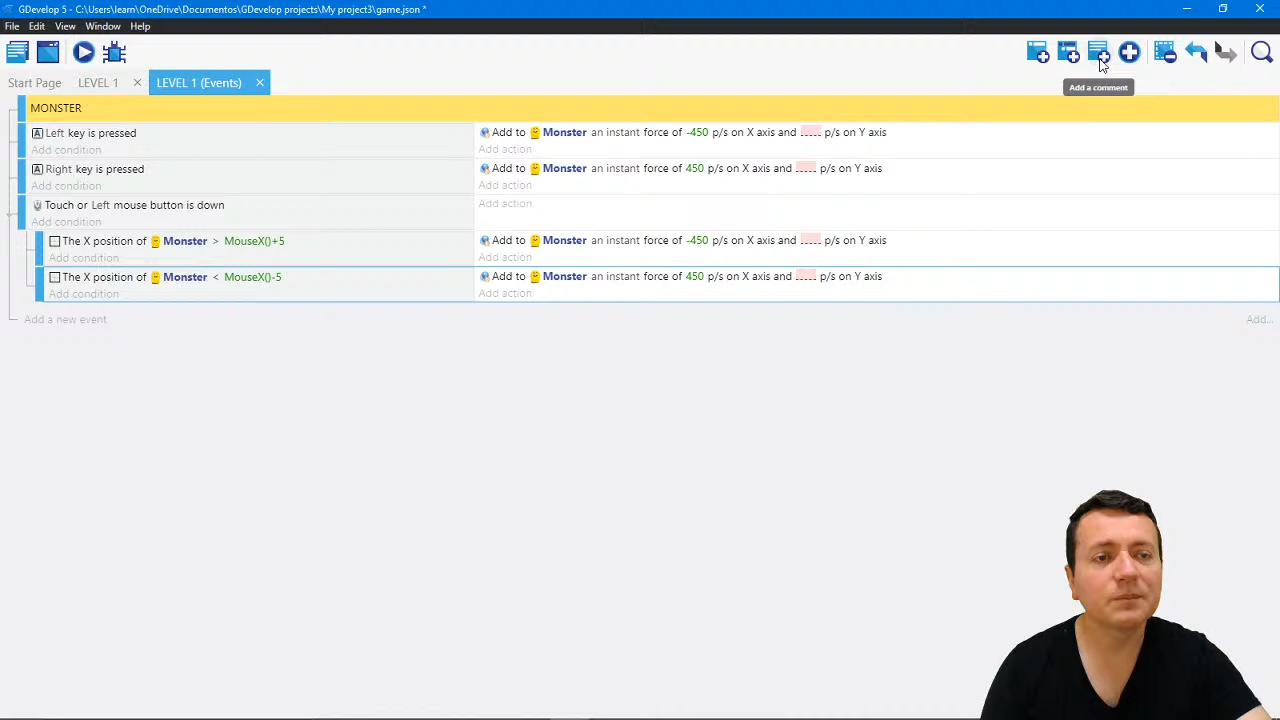 GDevelop 5 - C:\Users\learn\OneDrive\Documentos\GDevelop projects\My project3\game.json *
File Edit View Window Help
Start Page LEVEL 1 LEVEL 1 (Events)
Add a comment
MONSTER
Left key is pressed
Add to Monster an instant force of -450 p/s on X axis and p/s on Y axis
Add condition
Add action
Right key is pressed
Add to Monster an instant force of 450 p/s on X axis and p/s on Y axis
Add condition
Add action
Touch or Left mouse button is down
Add action
Add condition
The X position of Monster > MouseX()+5
Add to Monster an instant force of -450 p/s on X axis and p/s on Y axis
Add condition
Add action
The X position of Monster < MouseX()-5
Add to Monster an instant force of 450 p/s on X axis and p/s on Y axis
Add condition
Add action
Add a new event
Add...